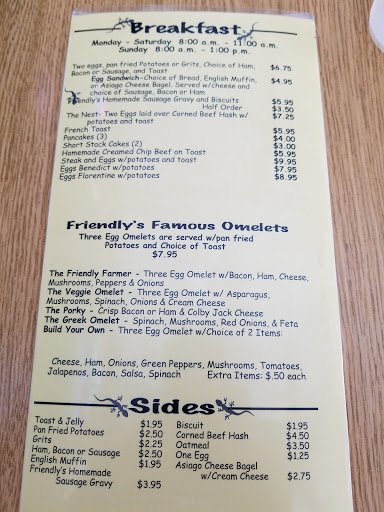 Breakfast
Monday - Saturday 8:00 a.m. - 11:00 a.m.
Sunday 8:00 a.m. - 1:00 p.m.
Two eggs, pan fried Potatoes or Grits, Choice of Ham,
Bacon or Sausage, and Toast $6.75
Egg Sandwich-Choice of Bread, English Muffin,
or Asiago Cheese Bagel. Served w/cheese and $4.95
choice of Sausage, Bacon or Ham
Friendly's Homemade Sausage Gravy and Biscuits $5.95
Half Order $3.50
The Nest- Two Eggs laid over Corned Beef Hash w/ $7.25
potatoes and toast
French Toast $5.95
Pancakes (3) $4.00
Short Stack Cakes (2) $3.00
Homemade Creamed Chip Beef on Toast $5.95
Steak and Eggs w/potatoes and toast $9.95
Eggs Benedict w/potatoes $7.95
Eggs Florentine w/potatoes $8.95
Friendly's Famous Omelets
Three Egg Omelets are served w/pan fried
Potatoes and Choice of Toast
$7.95
The Friendly Farmer - Three Egg Omelet w/Bacon, Ham, Cheese,
Mushrooms, Peppers & Onions
The Veggie Omelet - Three Egg Omelet w/ Asparagus,
Mushrooms, Spinach, Onions & Cream Cheese
The Porky - Crisp Bacon or Ham & Colby Jack Cheese
The Greek Omelet - Spinach, Mushrooms, Red Onions, & Feta
Build Your Own - Three Egg Omelet w/Choice of 2 Items:
Cheese, Ham, Onions, Green Peppers, Mushrooms, Tomatoes,
Jalapenos, Bacon, Salsa, Spinach Extra Items: $.50 each
Sides
Toast & Jelly $1.95
Pan Fried Potatoes $2.50
Grits $2.25
Ham, Bacon or Sausage $2.50
English Muffin $1.95
Friendly's Homemade
Sausage Gravy $3.95
Biscuit $1.95
Corned Beef Hash $4.50
Oatmeal $3.50
One Egg $1.25
Asiago Cheese Bagel
w/Cream Cheese $2.75